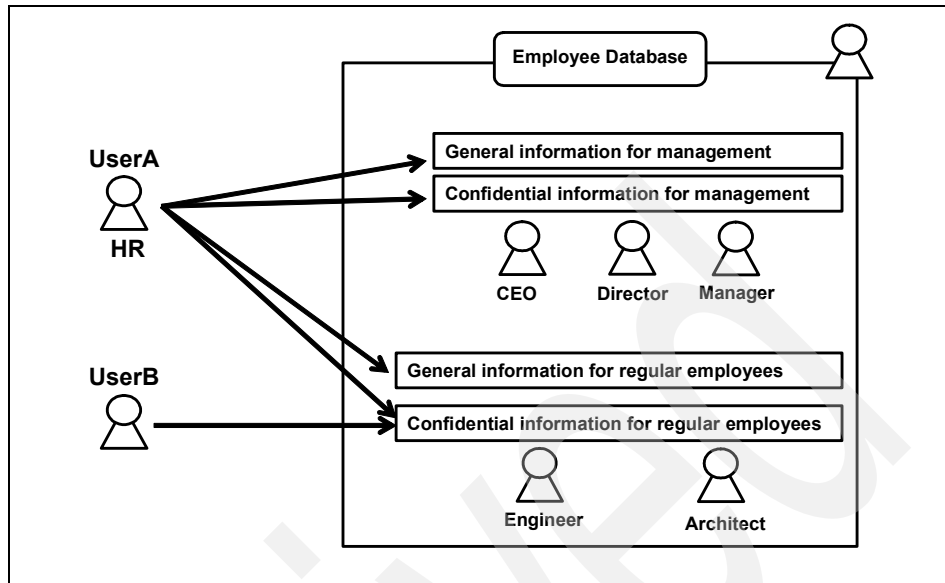 Employee Database
UserA
HR
General information for management
Confidential information for management
CEO
Director
Manager
UserB
General information for regular employees
Confidential information for regular employees
Engineer
Architect